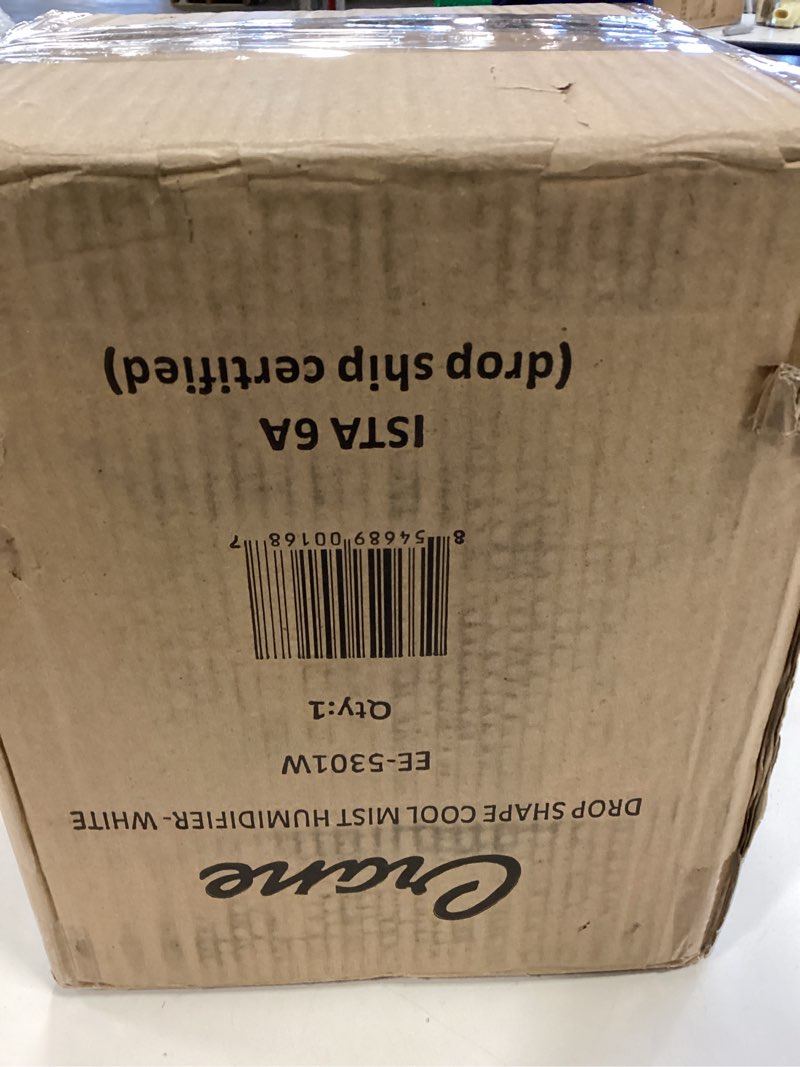 Crane
DROP SHAPE COOL MIST HUMIDIFIER- WHITE
EE-5301W
Qty:1
8 54689 00168 7
ISTA 6A
(drop ship certified)